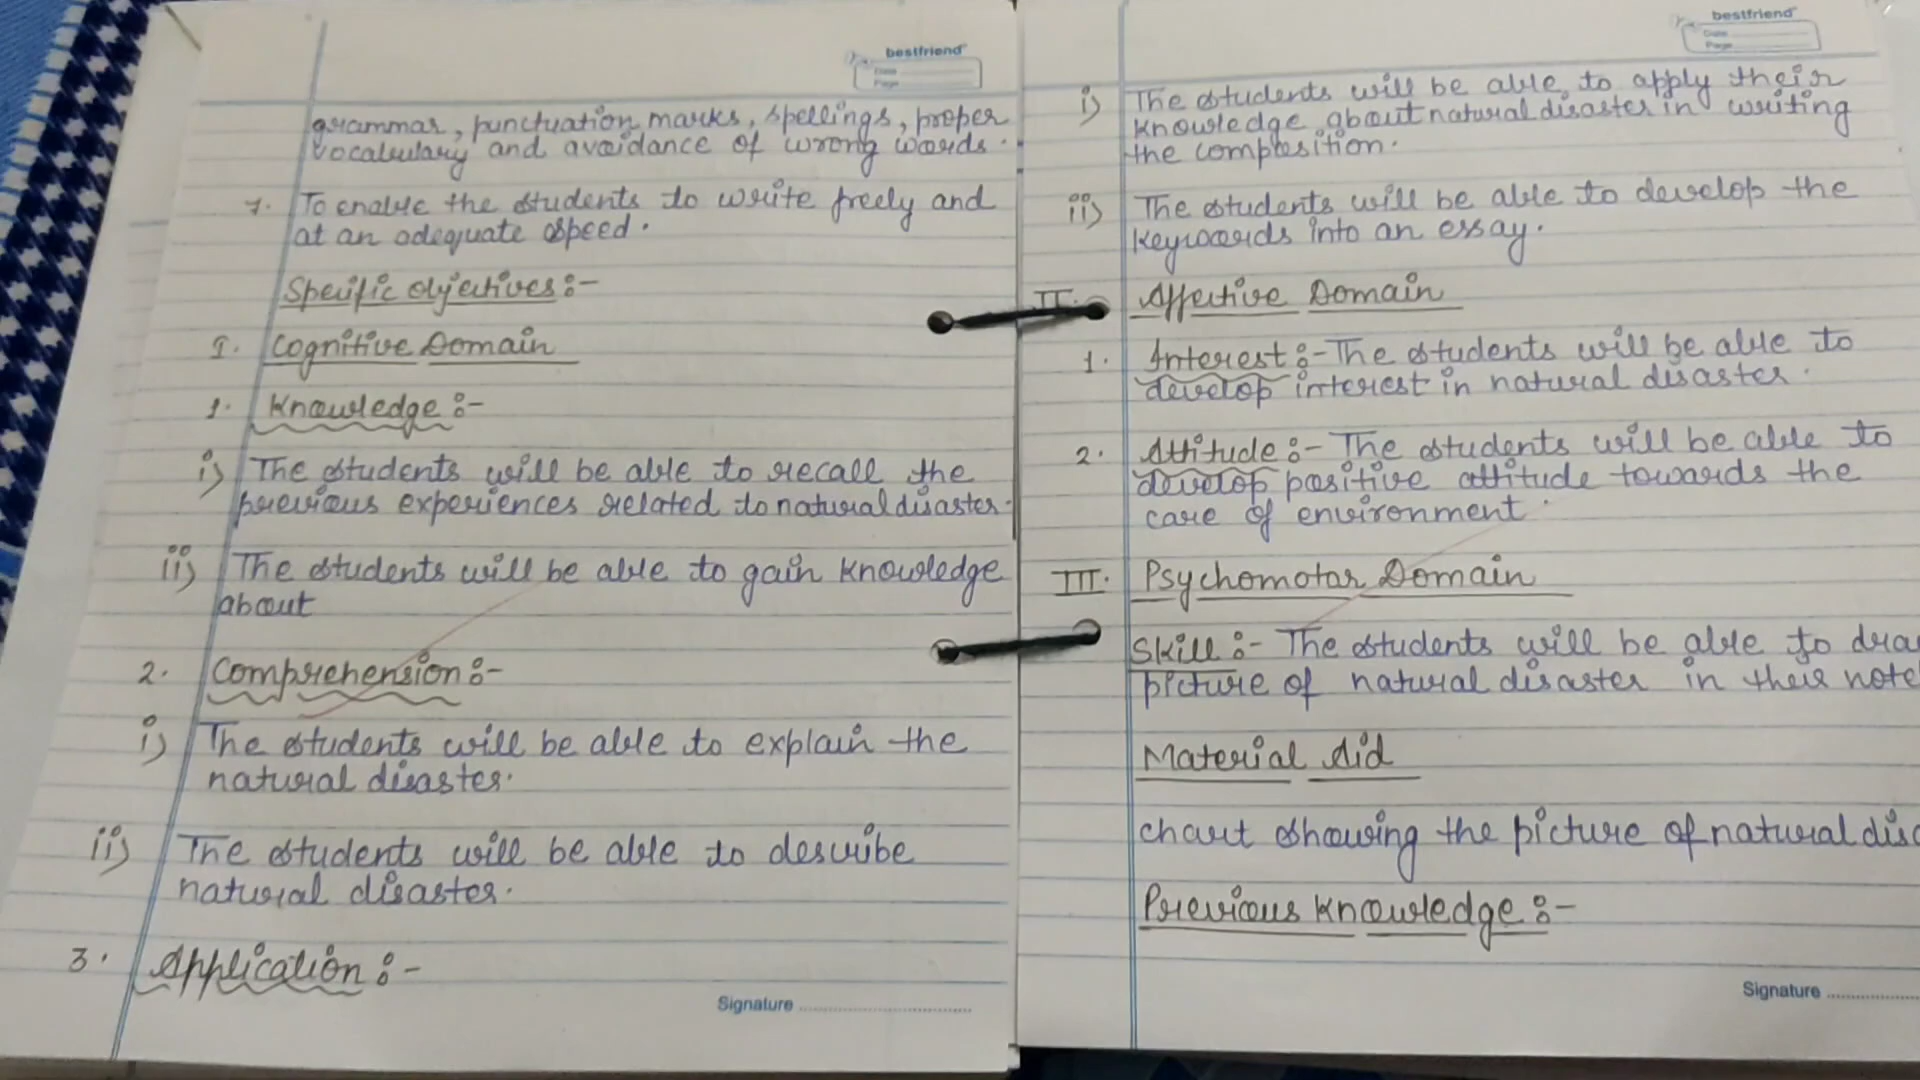 bestfriend
Date
Page
grammar, punctuation marks, spellings, proper
vocabulary and avoidance of wrong words.
7. To enable the students to write freely and
at an adequate speed.
Specific objectives:-
I. Cognitive Domain
1. Knowledge:-
i) The students will be able to recall the
previous experiences related to natural disaster.
ii) The students will be able to gain knowledge
about
2. Comprehension:-
i) The students will be able to explain the
natural disaster.
ii) The students will be able to describe
natural disaster.
3. Application:-
Signature
bestfriend
Date
Page
i) The students will be able to apply their
knowledge about natural disaster in writing
the composition.
ii) The students will be able to develop the
keywords into an essay.
II. Affective Domain
1. Interest:- The students will be able to
develop interest in natural disaster.
2. Attitude:- The students will be able to
develop positive attitude towards the
care of environment.
III. Psychomotor Domain
Skill:- The students will be able to dra
picture of natural disaster in their note
Material Aid
chart showing the picture of natural dis
Previous knowledge:-
Signature